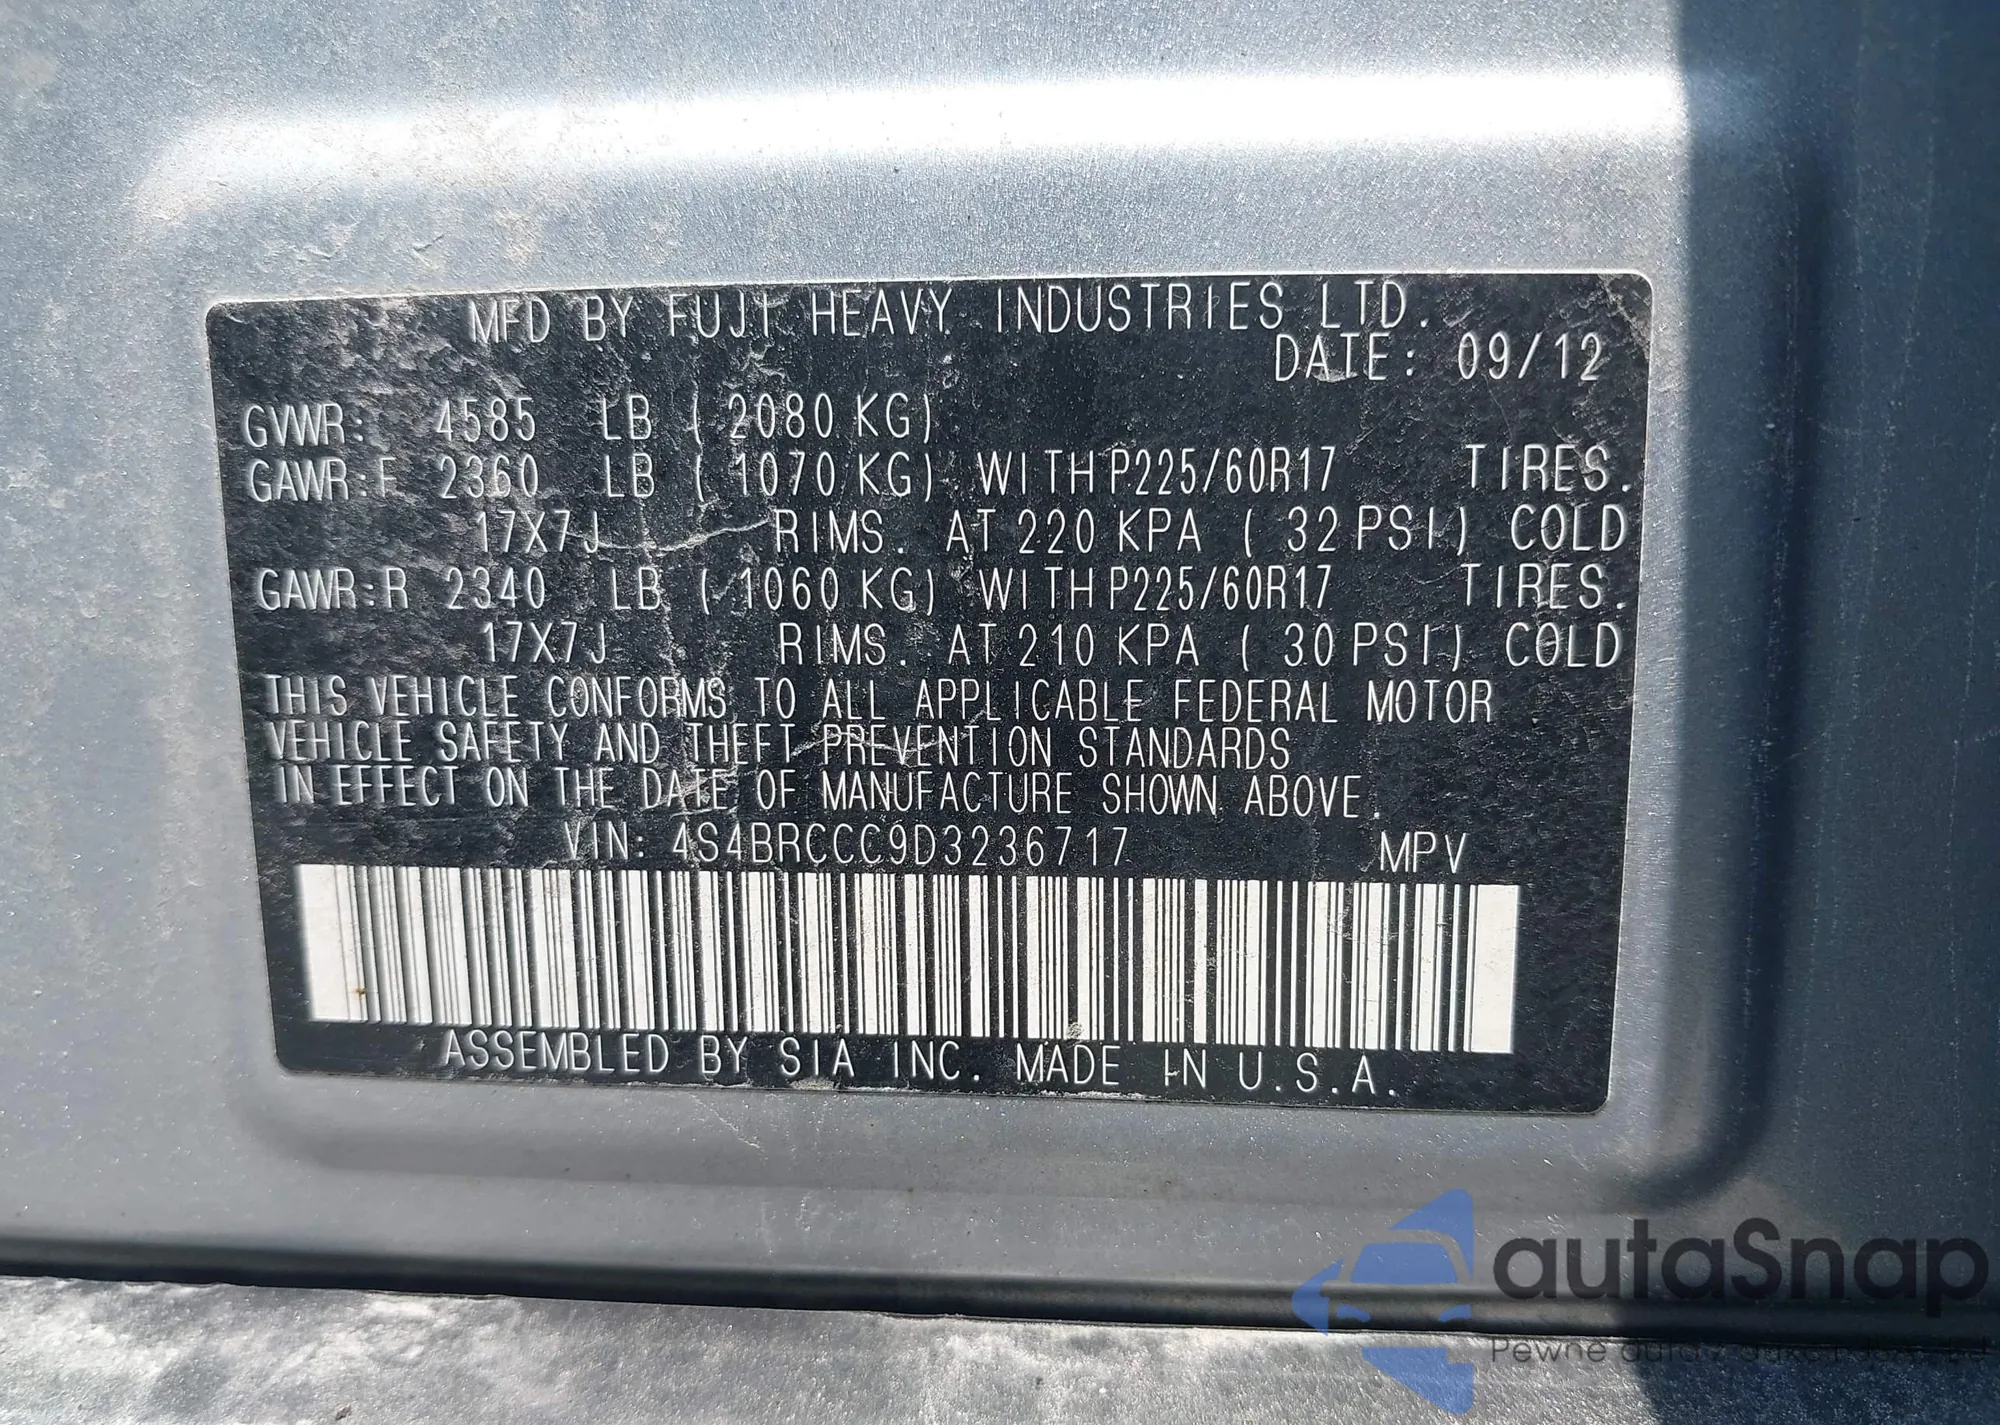 MFD BY FUJI HEAVY INDUSTRIES LTD.
DATE: 09/12
GVWR: 4585 LB ( 2080 KG)
GAWR:F 2360 LB ( 1070 KG) WITH P225/60R17 TIRES.
17X7J RIMS. AT 220 KPA ( 32 PSI) COLD
GAWR:R 2340 LB ( 1060 KG) WITH P225/60R17 TIRES.
17X7J RIMS. AT 210 KPA ( 30 PSI) COLD
THIS VEHICLE CONFORMS TO ALL APPLICABLE FEDERAL MOTOR
VEHICLE SAFETY AND THEFT PREVENTION STANDARDS
IN EFFECT ON THE DATE OF MANUFACTURE SHOWN ABOVE.
VIN: 4S4BRCCC9D3236717 MPV
ASSEMBLED BY SIA INC. MADE IN U.S.A.
autaSnap
Pewne auta z